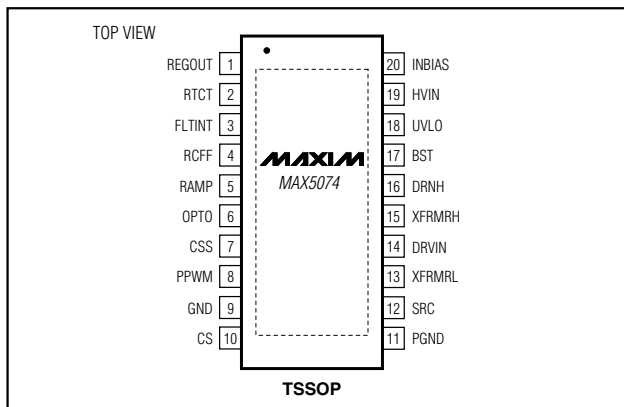 TOP VIEW
REGOUT 1
20 INBIAS
RTCT 2
19 HVIN
FLTINT 3
18 UVLO
RCFF 4
17 BST
MAXIM
RAMP 5
MAX5074
16 DRNH
OPTO 6
15 XFRMRH
CSS 7
14 DRVIN
PPWM 8
13 XFRMRL
GND 9
12 SRC
CS 10
11 PGND
TSSOP